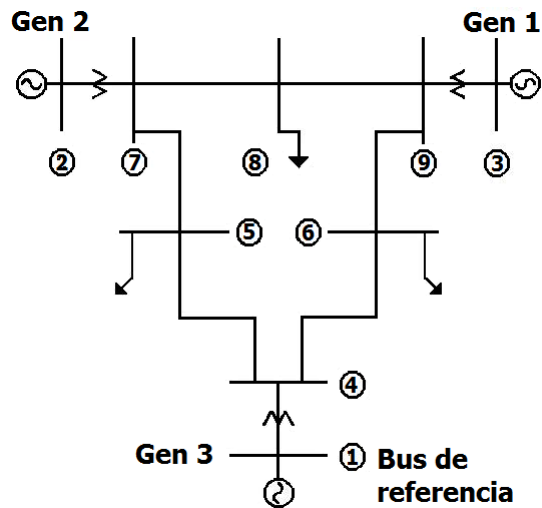 Gen 2
Gen 1
② ⑦ ⑧ ⑨ ③
⑤ ⑥
④
Gen 3
① Bus de
referencia